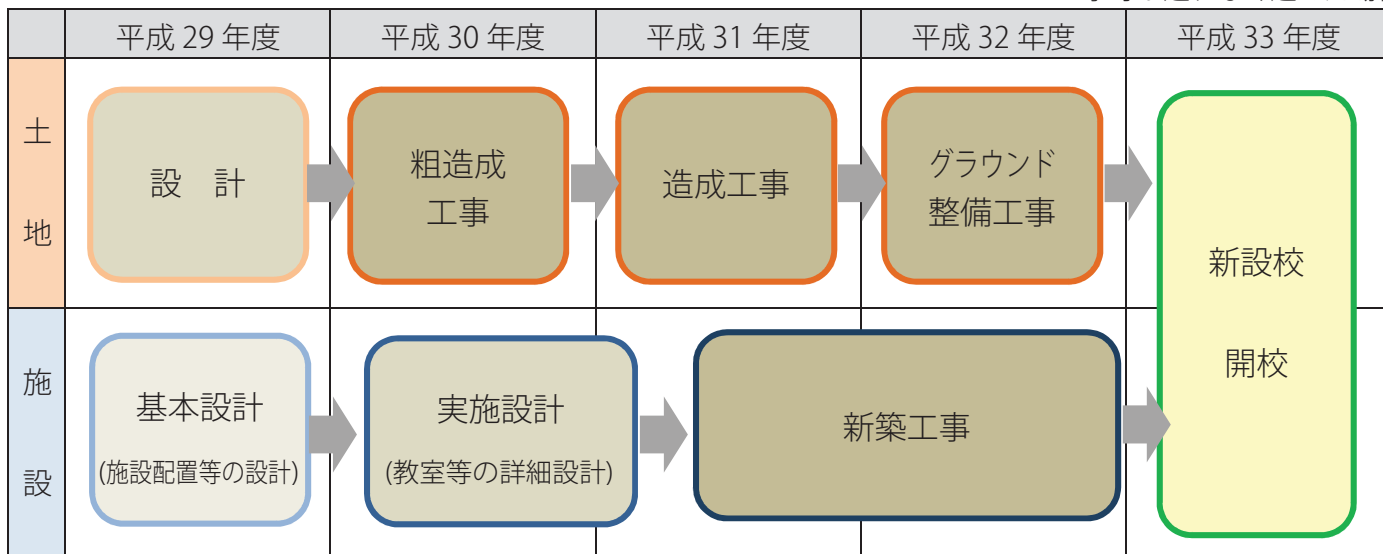 平成 29 年度
平成 30 年度
平成 31 年度
平成 32 年度
平成 33 年度
土地
設 計
粗造成
工事
造成工事
グラウンド
整備工事
新設校
開校
施設
基本設計
(施設配置等の設計)
実施設計
(教室等の詳細設計)
新築工事